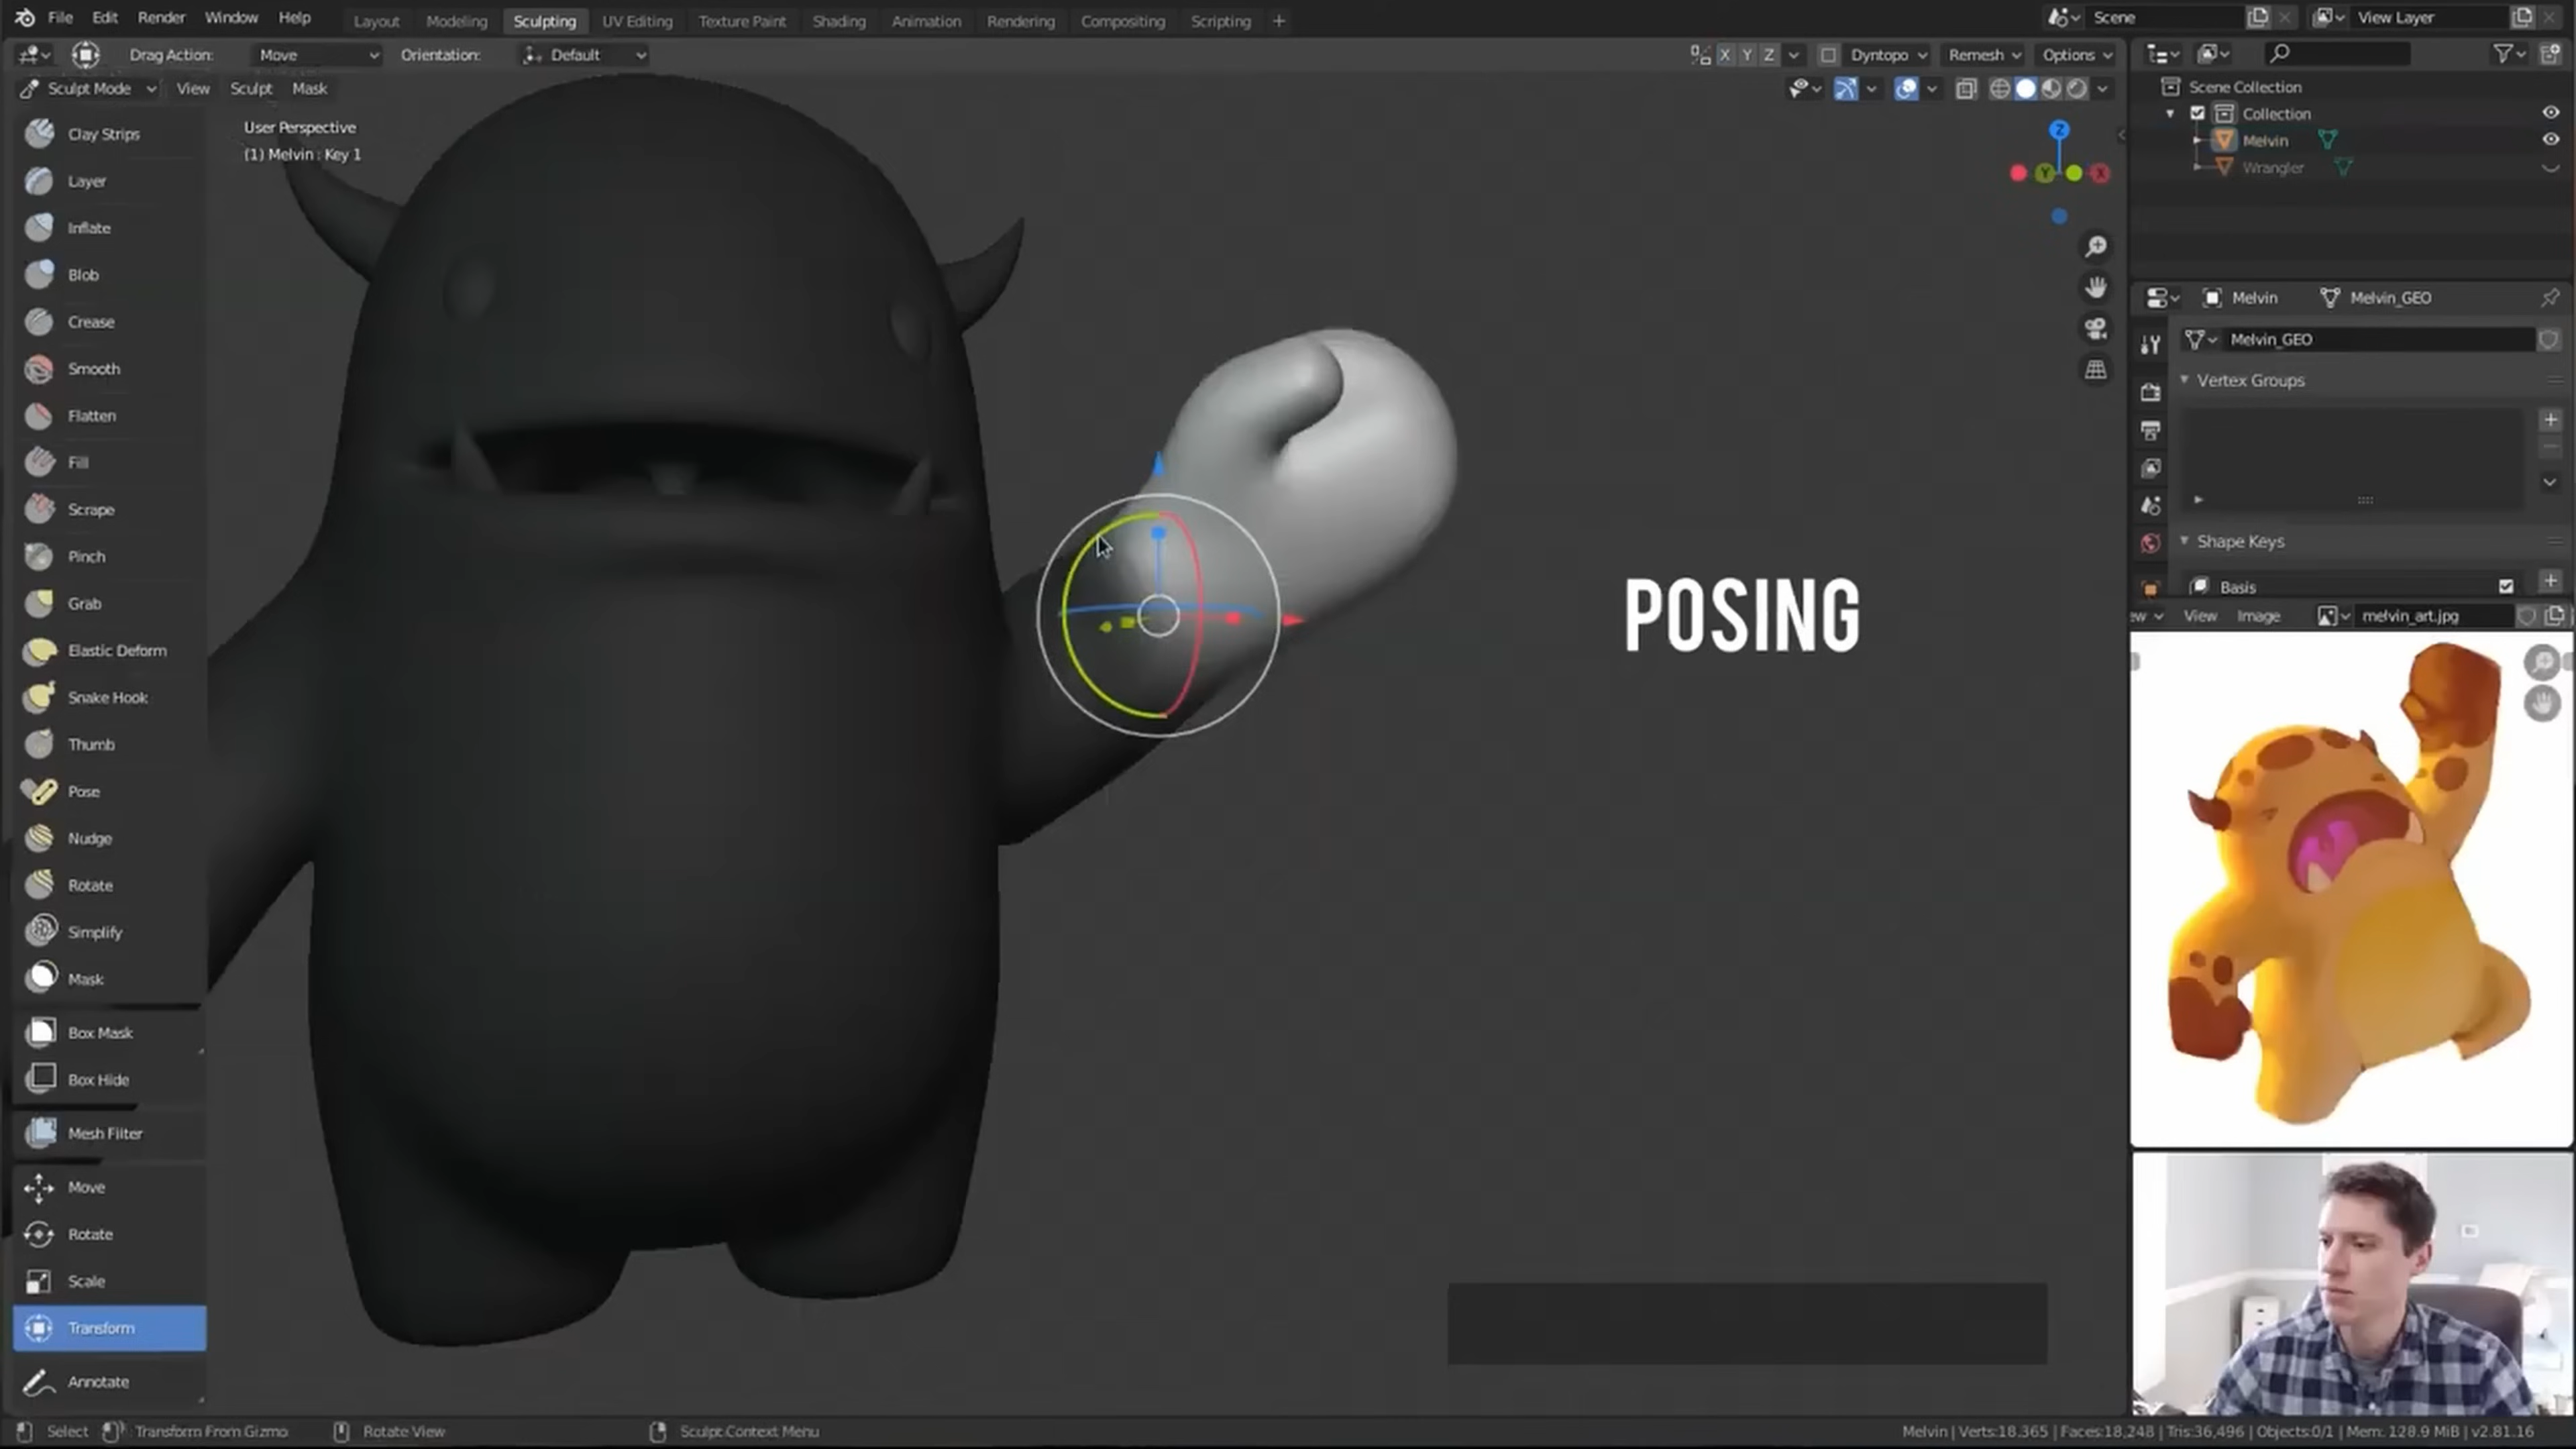 File Edit Render Window Help Layout Modeling Sculpting UV Editing Texture Paint Shading Animation Rendering Compositing Scripting + Scene View Layer
Drag Action: Move Orientation: Default X Y Z Dyntopo Remesh Options
Sculpt Mode View Sculpt Mask
User Perspective
(1) Melvin : Key 1
Clay Strips
Layer
Inflate
Blob
Crease
Smooth
Flatten
Fill
Scrape
Pinch
Grab
Elastic Deform
Snake Hook
Thumb
Pose
Nudge
Rotate
Simplify
Mask
Box Mask
Box Hide
Mesh Filter
Move
Rotate
Scale
Transform
Annotate
Z
Y X
POSING
Scene Collection
Collection
Melvin
Wrangler
Melvin Melvin_GEO
Melvin_GEO
Vertex Groups
Shape Keys
Basis
ew View Image melvin_art.jpg
Select Transform From Gizmo Rotate View Sculpt Context Menu Melvin | Verts:18,365 | Faces:18,248 | Tris:36,496 | Objects:0/1 | Mem: 128.9 MiB | v2.81.16